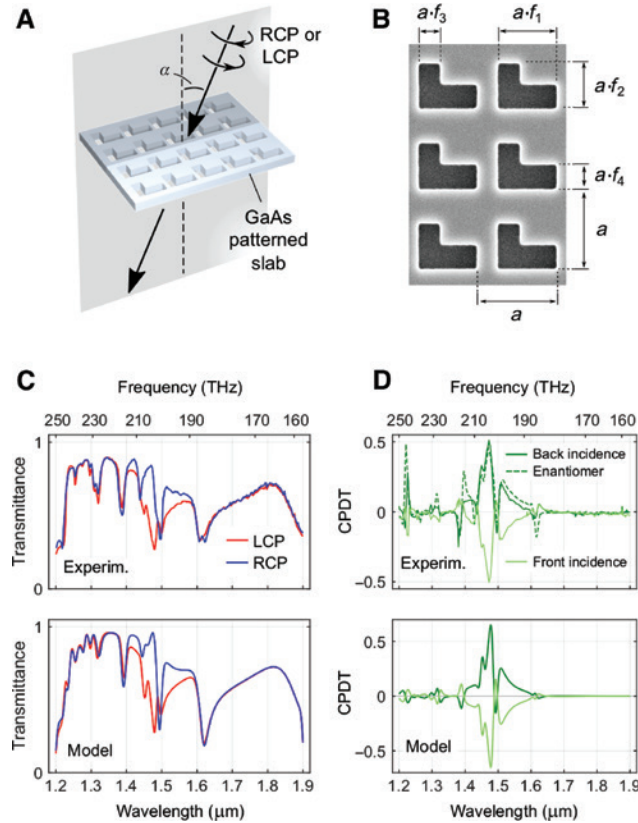 A
α
RCP or
LCP
GaAs
patterned
slab
B
a·f3
a·f1
a·f2
a·f4
a
a
C
Frequency (THz)
250 230 210 190 170 160
Transmittance
1
0
LCP
RCP
Experim.
Transmittance
1
0
Model
1.2 1.3 1.4 1.5 1.6 1.7 1.8 1.9
Wavelength (μm)
D
Frequency (THz)
250 230 210 190 170 160
CPDT
0.5
0
−0.5
Back incidence
Enantiomer
Front incidence
Experim.
CPDT
0.5
0
−0.5
Model
1.2 1.3 1.4 1.5 1.6 1.7 1.8 1.9
Wavelength (μm)